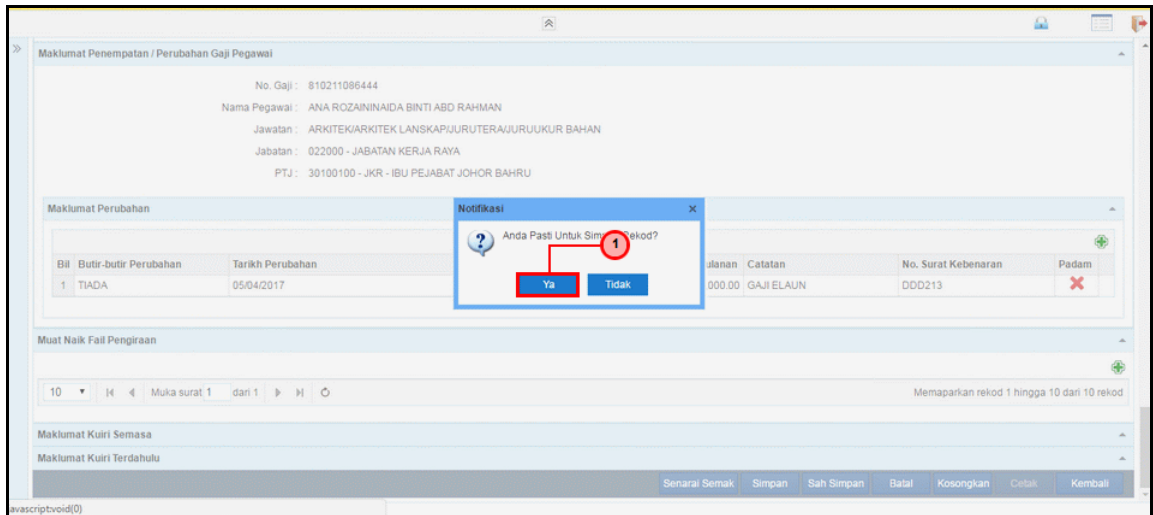 Maklumat Penempatan / Perubahan Gaji Pegawai
No. Gaji : 810211086444
Nama Pegawai : ANA ROZAININAIDA BINTI ABD RAHMAN
Jawatan : ARKITEK/ARKITEK LANSKAP/JURUTERA/JURUUKUR BAHAN
Jabatan : 022000 - JABATAN KERJA RAYA
PTJ : 30100100 - JKR - IBU PEJABAT JOHOR BAHRU
Maklumat Perubahan
Notifikasi
Anda Pasti Untuk Rekod?
1
Ya Tidak
Bil Butir-butir Perubahan Tarikh Perubahan Catatan No. Surat Kebenaran Padam
1 TIADA 05/04/2017 000.00 GAJI ELAUN DDD213
Muat Naik Fail Pengiraan
10 Muka surat 1 dari 1 Memaparkan rekod 1 hingga 10 dari 10 rekod
Maklumat Kuiri Semasa
Maklumat Kuiri Terdahulu
Senarai Semak Simpan Sah Simpan Batal Kosongkan Cetak Kembali
avascript:void(0)